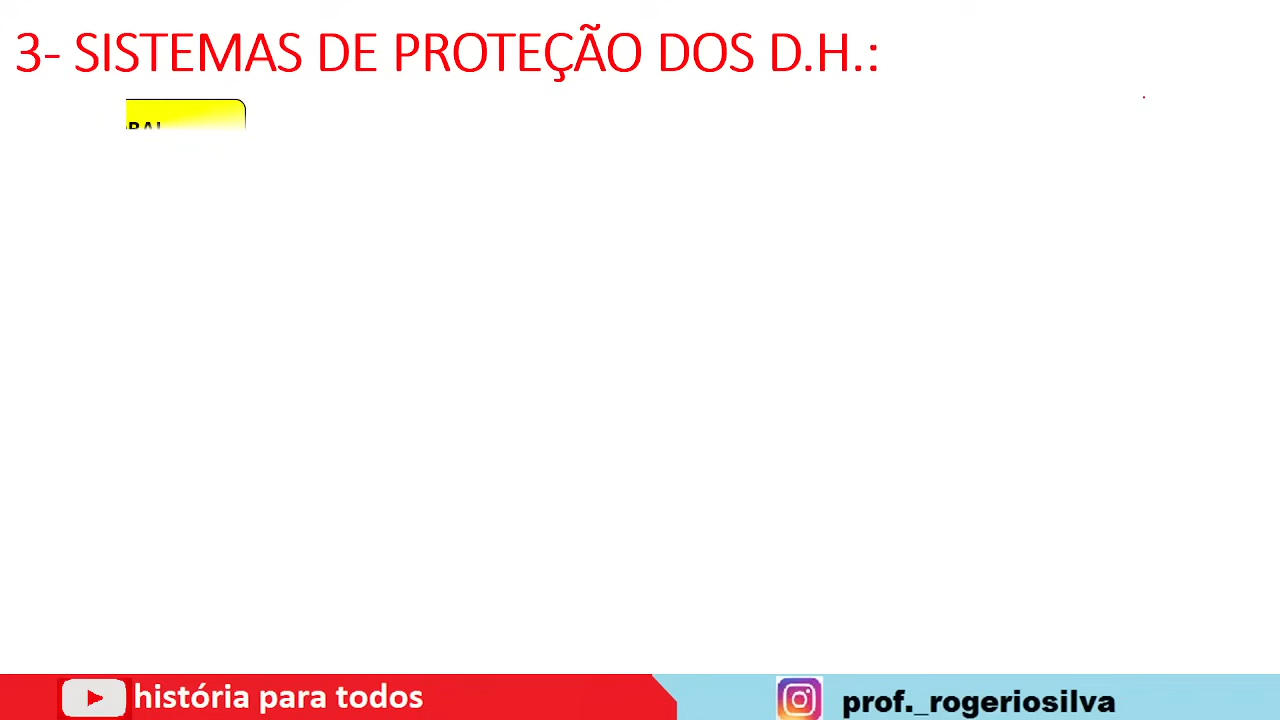 3- SISTEMAS DE PROTEÇÃO DOS D.H.:
história para todos
prof._rogeriosilva